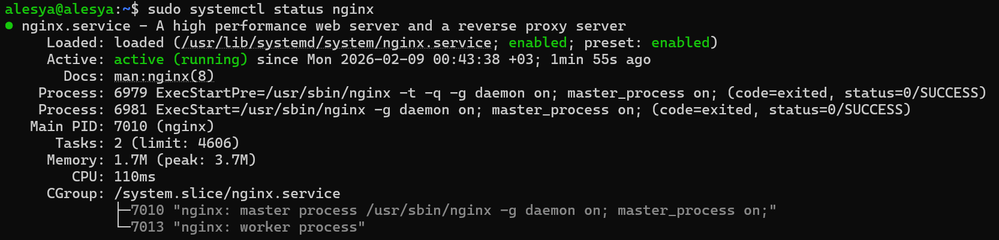 alesya@alesya:~$ sudo systemctl status nginx
● nginx.service - A high performance web server and a reverse proxy server
     Loaded: loaded (/usr/lib/systemd/system/nginx.service; enabled; preset: enabled)
     Active: active (running) since Mon 2026-02-09 00:43:38 +03; 1min 55s ago
       Docs: man:nginx(8)
    Process: 6979 ExecStartPre=/usr/sbin/nginx -t -q -g daemon on; master_process on; (code=exited, status=0/SUCCESS)
    Process: 6981 ExecStart=/usr/sbin/nginx -g daemon on; master_process on; (code=exited, status=0/SUCCESS)
   Main PID: 7010 (nginx)
      Tasks: 2 (limit: 4606)
     Memory: 1.7M (peak: 3.7M)
        CPU: 110ms
     CGroup: /system.slice/nginx.service
             ├─7010 "nginx: master process /usr/sbin/nginx -g daemon on; master_process on;"
             └─7013 "nginx: worker process"